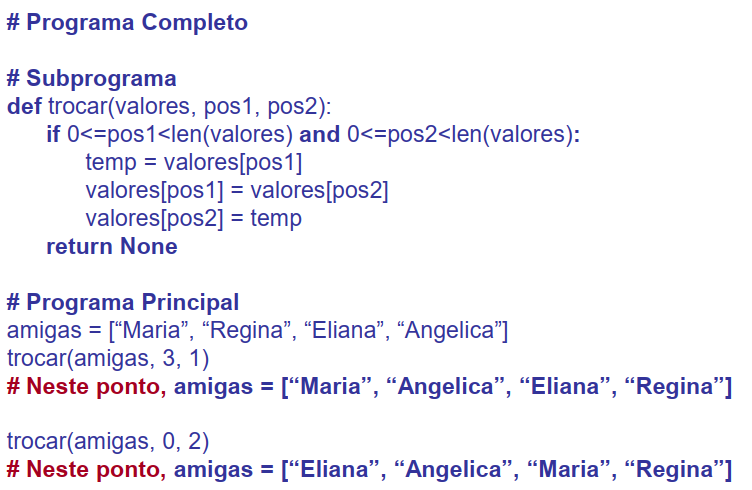 # Programa Completo
# Subprograma
def trocar(valores, pos1, pos2):
if 0<=pos1<len(valores) and 0<=pos2<len(valores):
temp = valores[pos1]
valores[pos1] = valores[pos2]
valores[pos2] = temp
return None
# Programa Principal
amigas = [“Maria”, “Regina”, “Eliana”, “Angelica”]
trocar(amigas, 3, 1)
# Neste ponto, amigas = [“Maria”, “Angelica”, “Eliana”, “Regina”]
trocar(amigas, 0, 2)
# Neste ponto, amigas = [“Eliana”, “Angelica”, “Maria”, “Regina”]